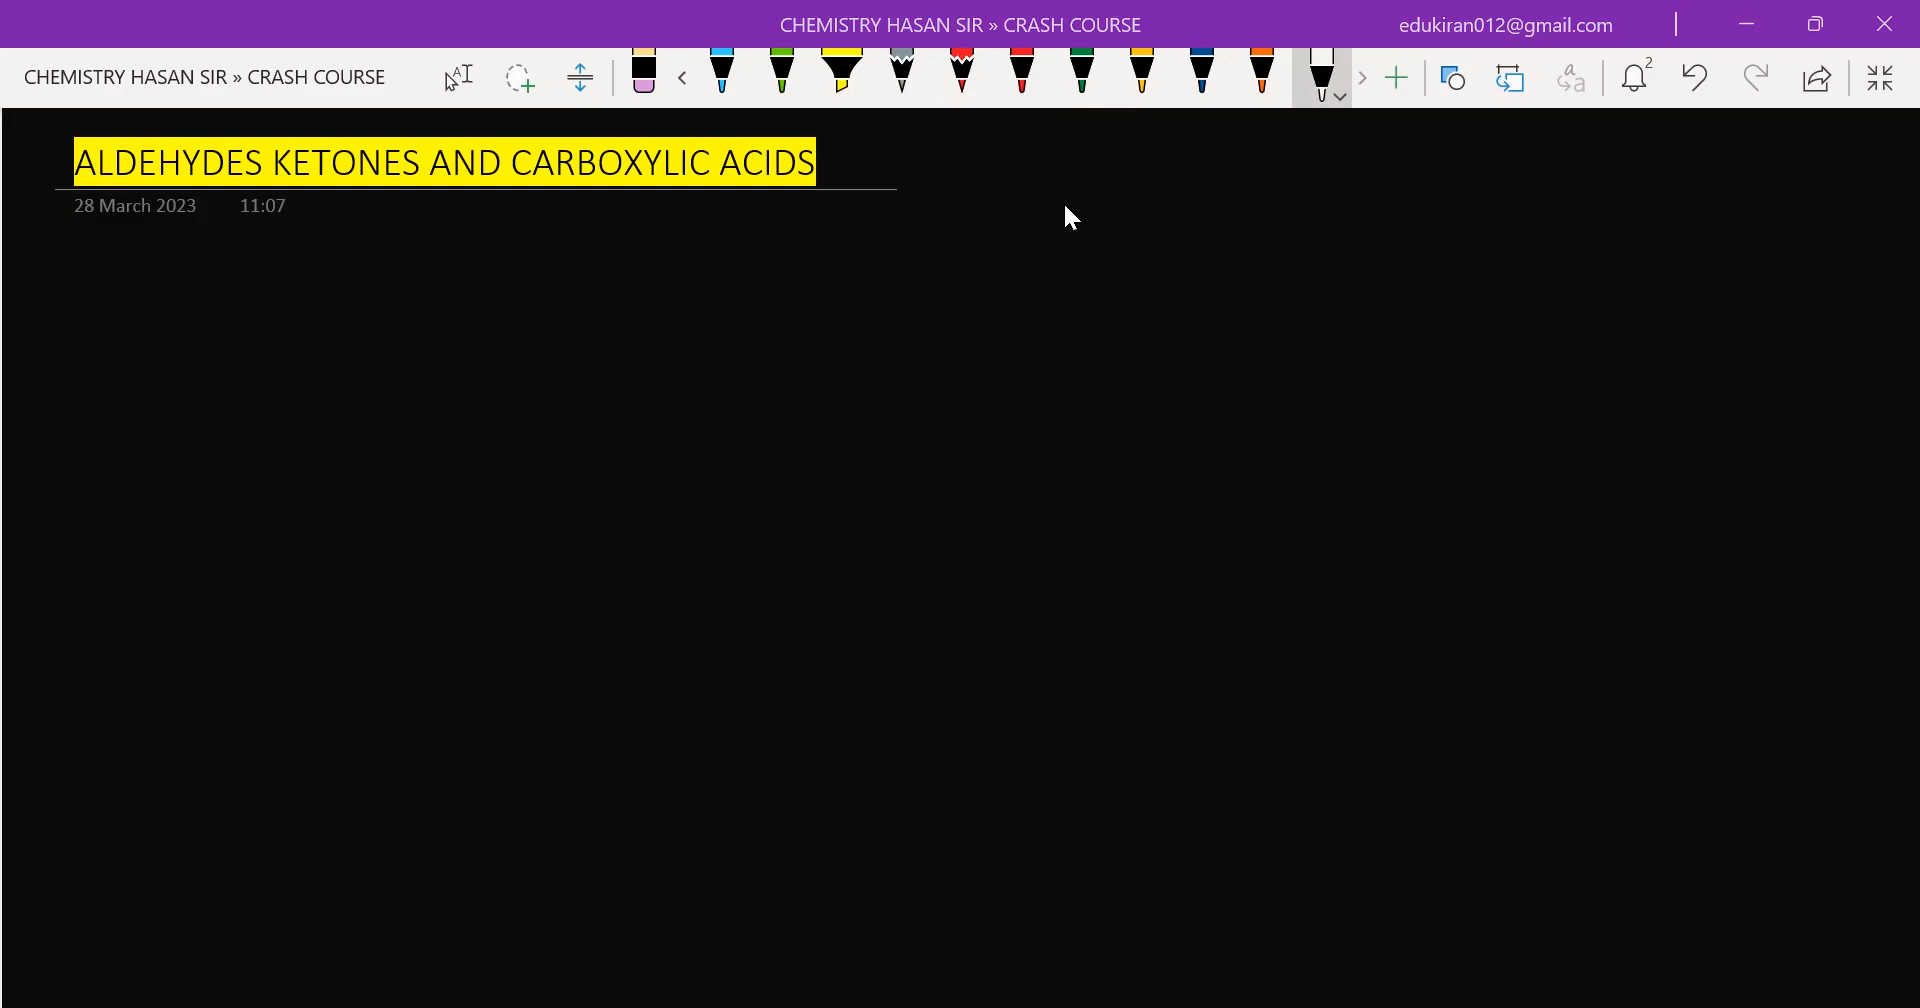 CHEMISTRY HASAN SIR » CRASH COURSE
edukiran012@gmail.com
CHEMISTRY HASAN SIR » CRASH COURSE
2
ALDEHYDES KETONES AND CARBOXYLIC ACIDS
28 March 2023 11:07